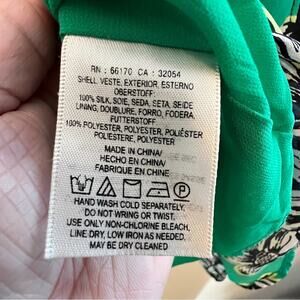 RN : 66170 CA : 32054
SHELL, VESTE, EXTERIOR, ESTERNO
OBERSTOFF:
100% SILK, SOIE, SEDA, SETA, SEIDE
LINING, DOUBLURE, FORRO, FODERA,
FUTTERSTOFF:
100% POLYESTER, POLYESTER, POLIÉSTER
POLIESTERE, POLYESTER
MADE IN CHINA/
HECHO EN CHINA/
FABRIQUE EN CHINE
P
HAND WASH COLD SEPARATELY,
DO NOT WRING OR TWIST.
USE ONLY NON-CHLORINE BLEACH.
LINE DRY, LOW IRON AS NEEDED.
MAY BE DRY CLEANED